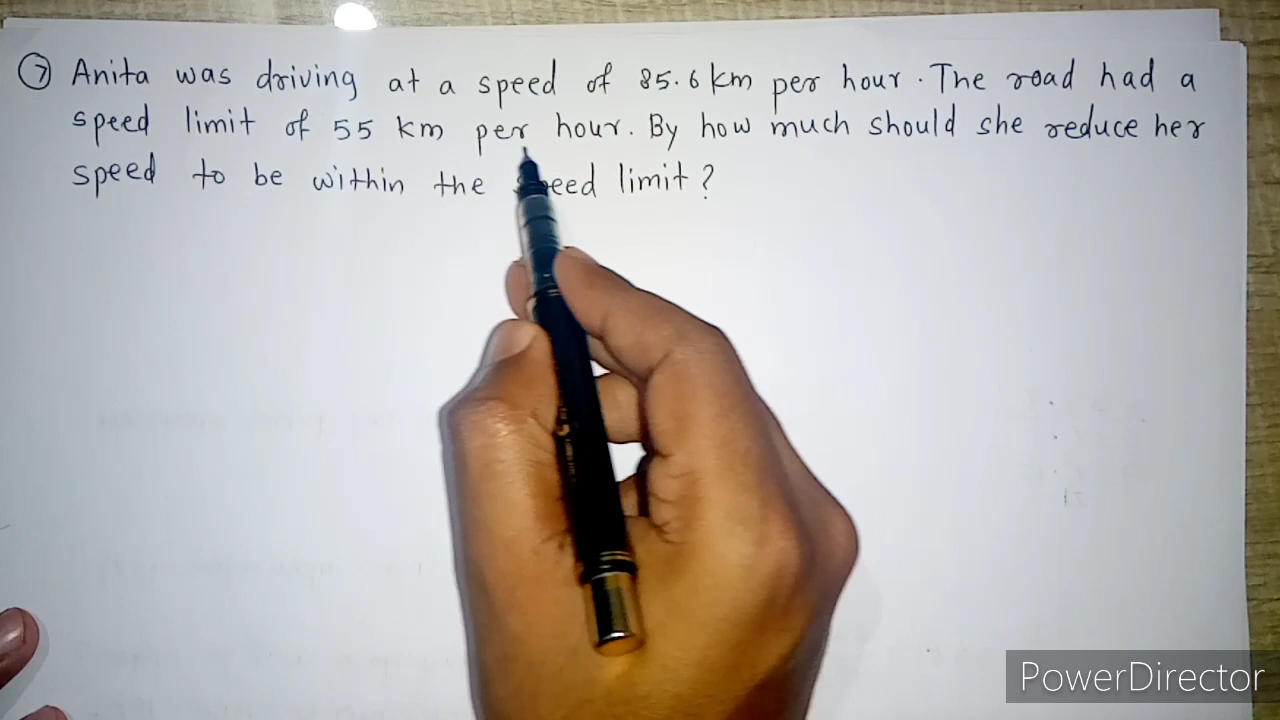 ⑦ Anita was driving at a speed of 85.6 km per hour. The road had a
speed limit of 55 km per hour. By how much should she reduce her
speed to be within the speed limit?
PowerDirector